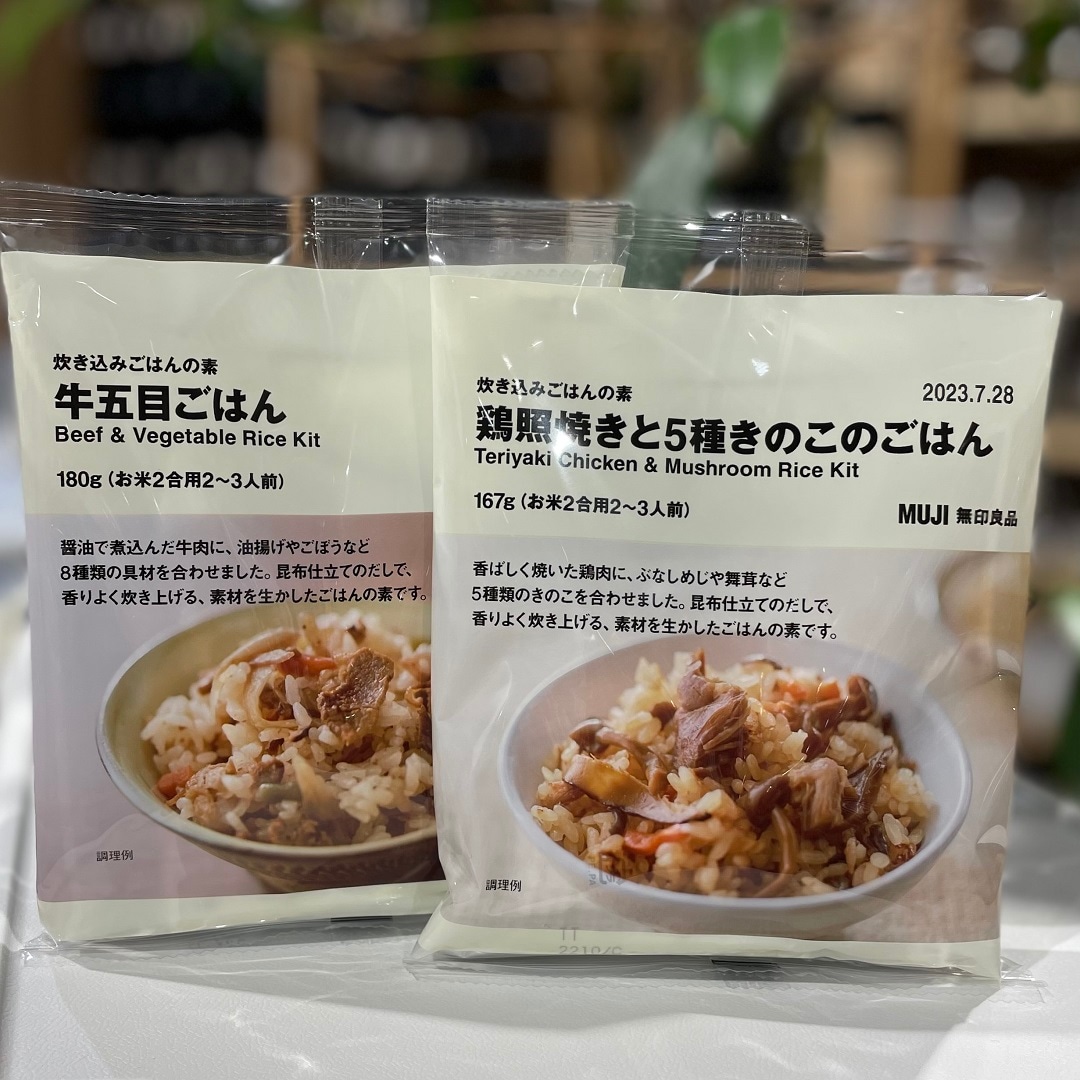 炊き込みごはんの素
牛五目ごはん
Beef & Vegetable Rice Kit
180g (お米2合用2〜3人前)
醤油で煮込んだ牛肉に、油揚げやごぼうなど
8種類の具材を合わせました。昆布仕立てのだしで、
香りよく炊き上げる、素材を生かしたごはんの素です。
調理例
炊き込みごはんの素
2023.7.28
鶏照焼きと5種きのこのごはん
Teriyaki Chicken & Mushroom Rice Kit
167g (お米2合用2〜3人前)
MUJI 無印良品
香ばしく焼いた鶏肉に、ぶなしめじや舞茸など
5種類のきのこを合わせました。昆布仕立てのだしで、
香りよく炊き上げる、素材を生かしたごはんの素です。
調理例